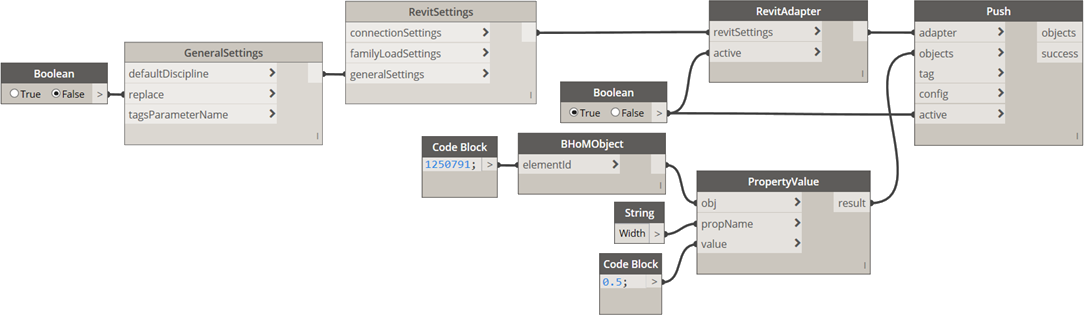 Boolean
True False >
GeneralSettings
defaultDiscipline >
replace >
tagsParameterName >
RevitSettings
connectionSettings >
familyLoadSettings >
generalSettings >
Boolean
True False >
RevitAdapter
revitSettings >
active >
Push
adapter > objects
objects > success
tag >
config >
active >
Code Block
1250791; >
BHoMObject
elementId >
String
Width >
Code Block
0.5; >
PropertyValue
obj > result
propName >
value >